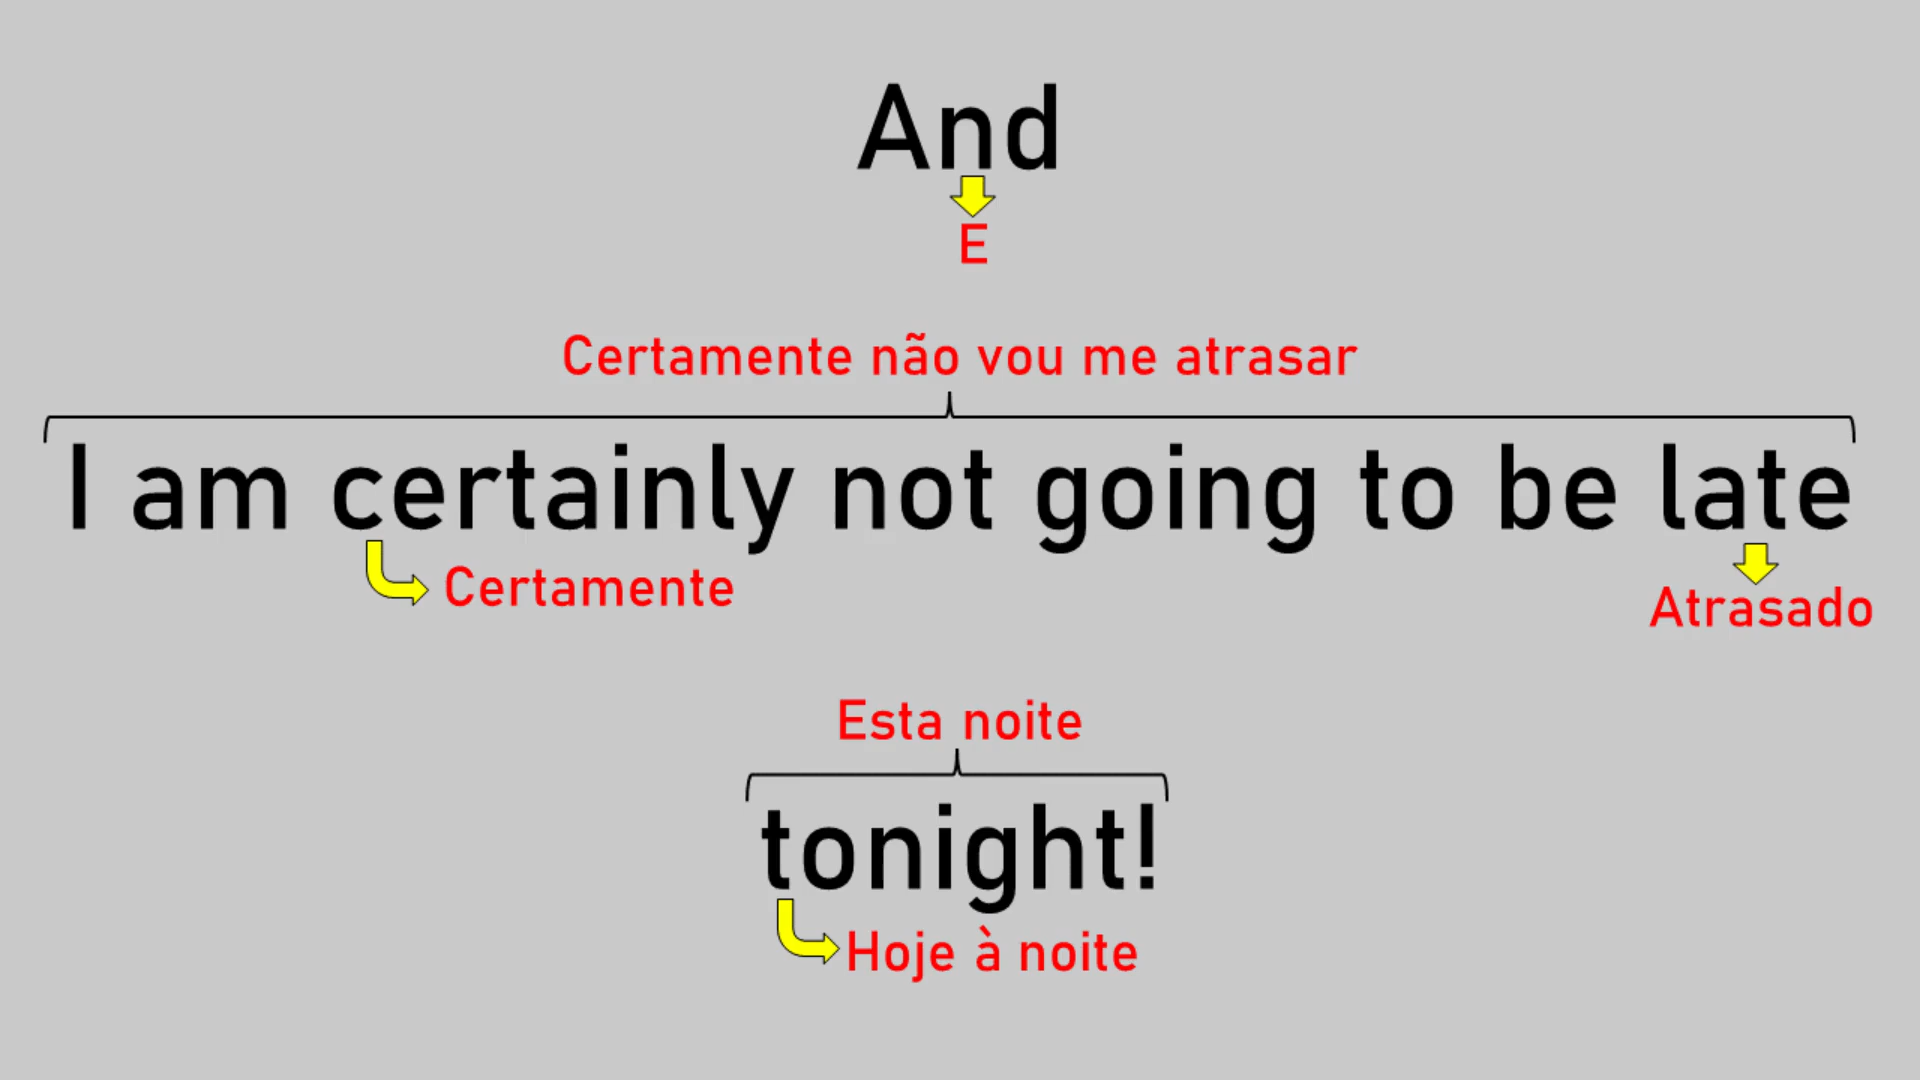 And
E
Certamente não vou me atrasar
I am certainly not going to be late
Certamente
Atrasado
Esta noite
tonight!
Hoje à noite